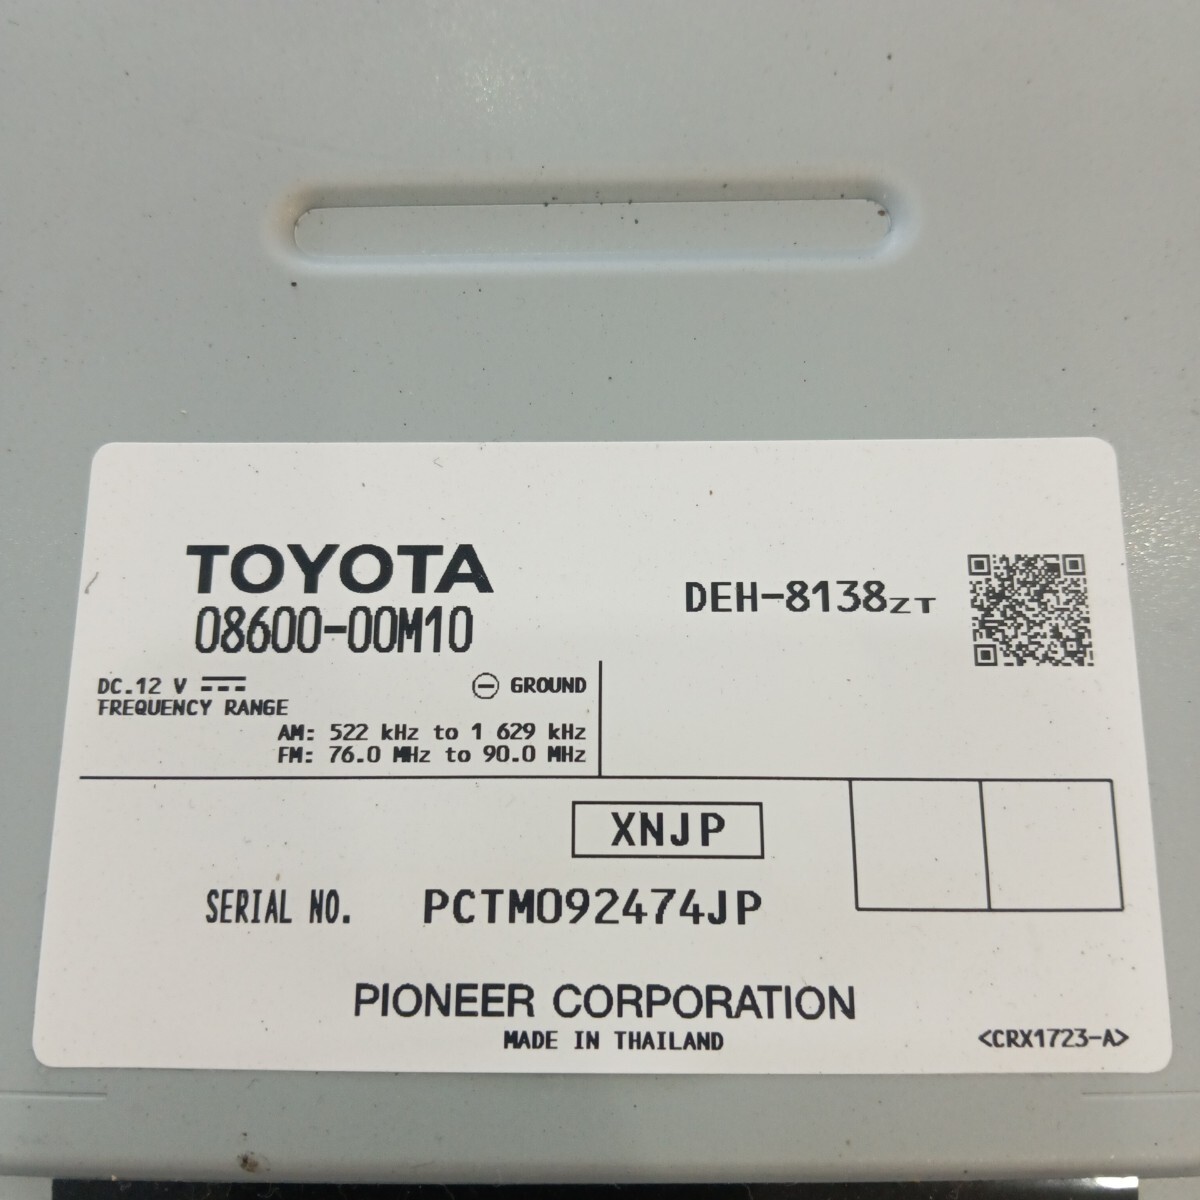 TOYOTA
08600-00M10
DEH-8138ZT
DC.12 V
⊖ GROUND
FREQUENCY RANGE
AM: 522 kHz to 1 629 kHz
FM: 76.0 MHz to 90.0 MHz
XNJP
SERIAL NO. PCTM092474JP
PIONEER CORPORATION
MADE IN THAILAND
<CRX1723-A>